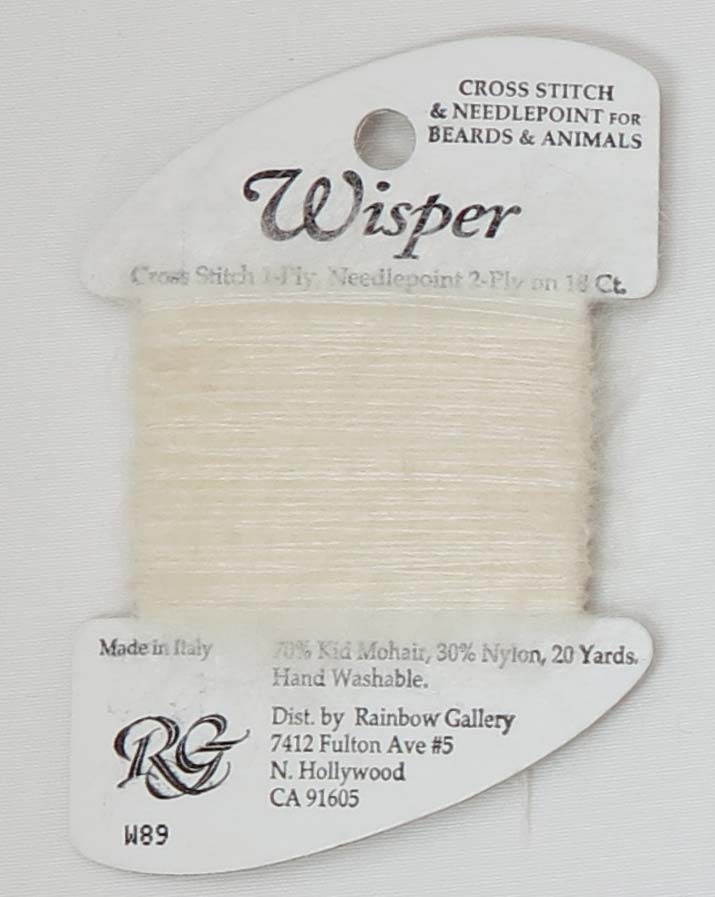 CROSS STITCH
& NEEDLEPOINT FOR
BEARDS & ANIMALS
Wisper
Cross Stitch 1-Ply, Needlepoint 2-Ply on 18 Ct.
Made in Italy
70% Kid Mohair, 30% Nylon, 20 Yards.
Hand Washable.
Dist. by Rainbow Gallery
7412 Fulton Ave #5
N. Hollywood
CA 91605
RG
W89